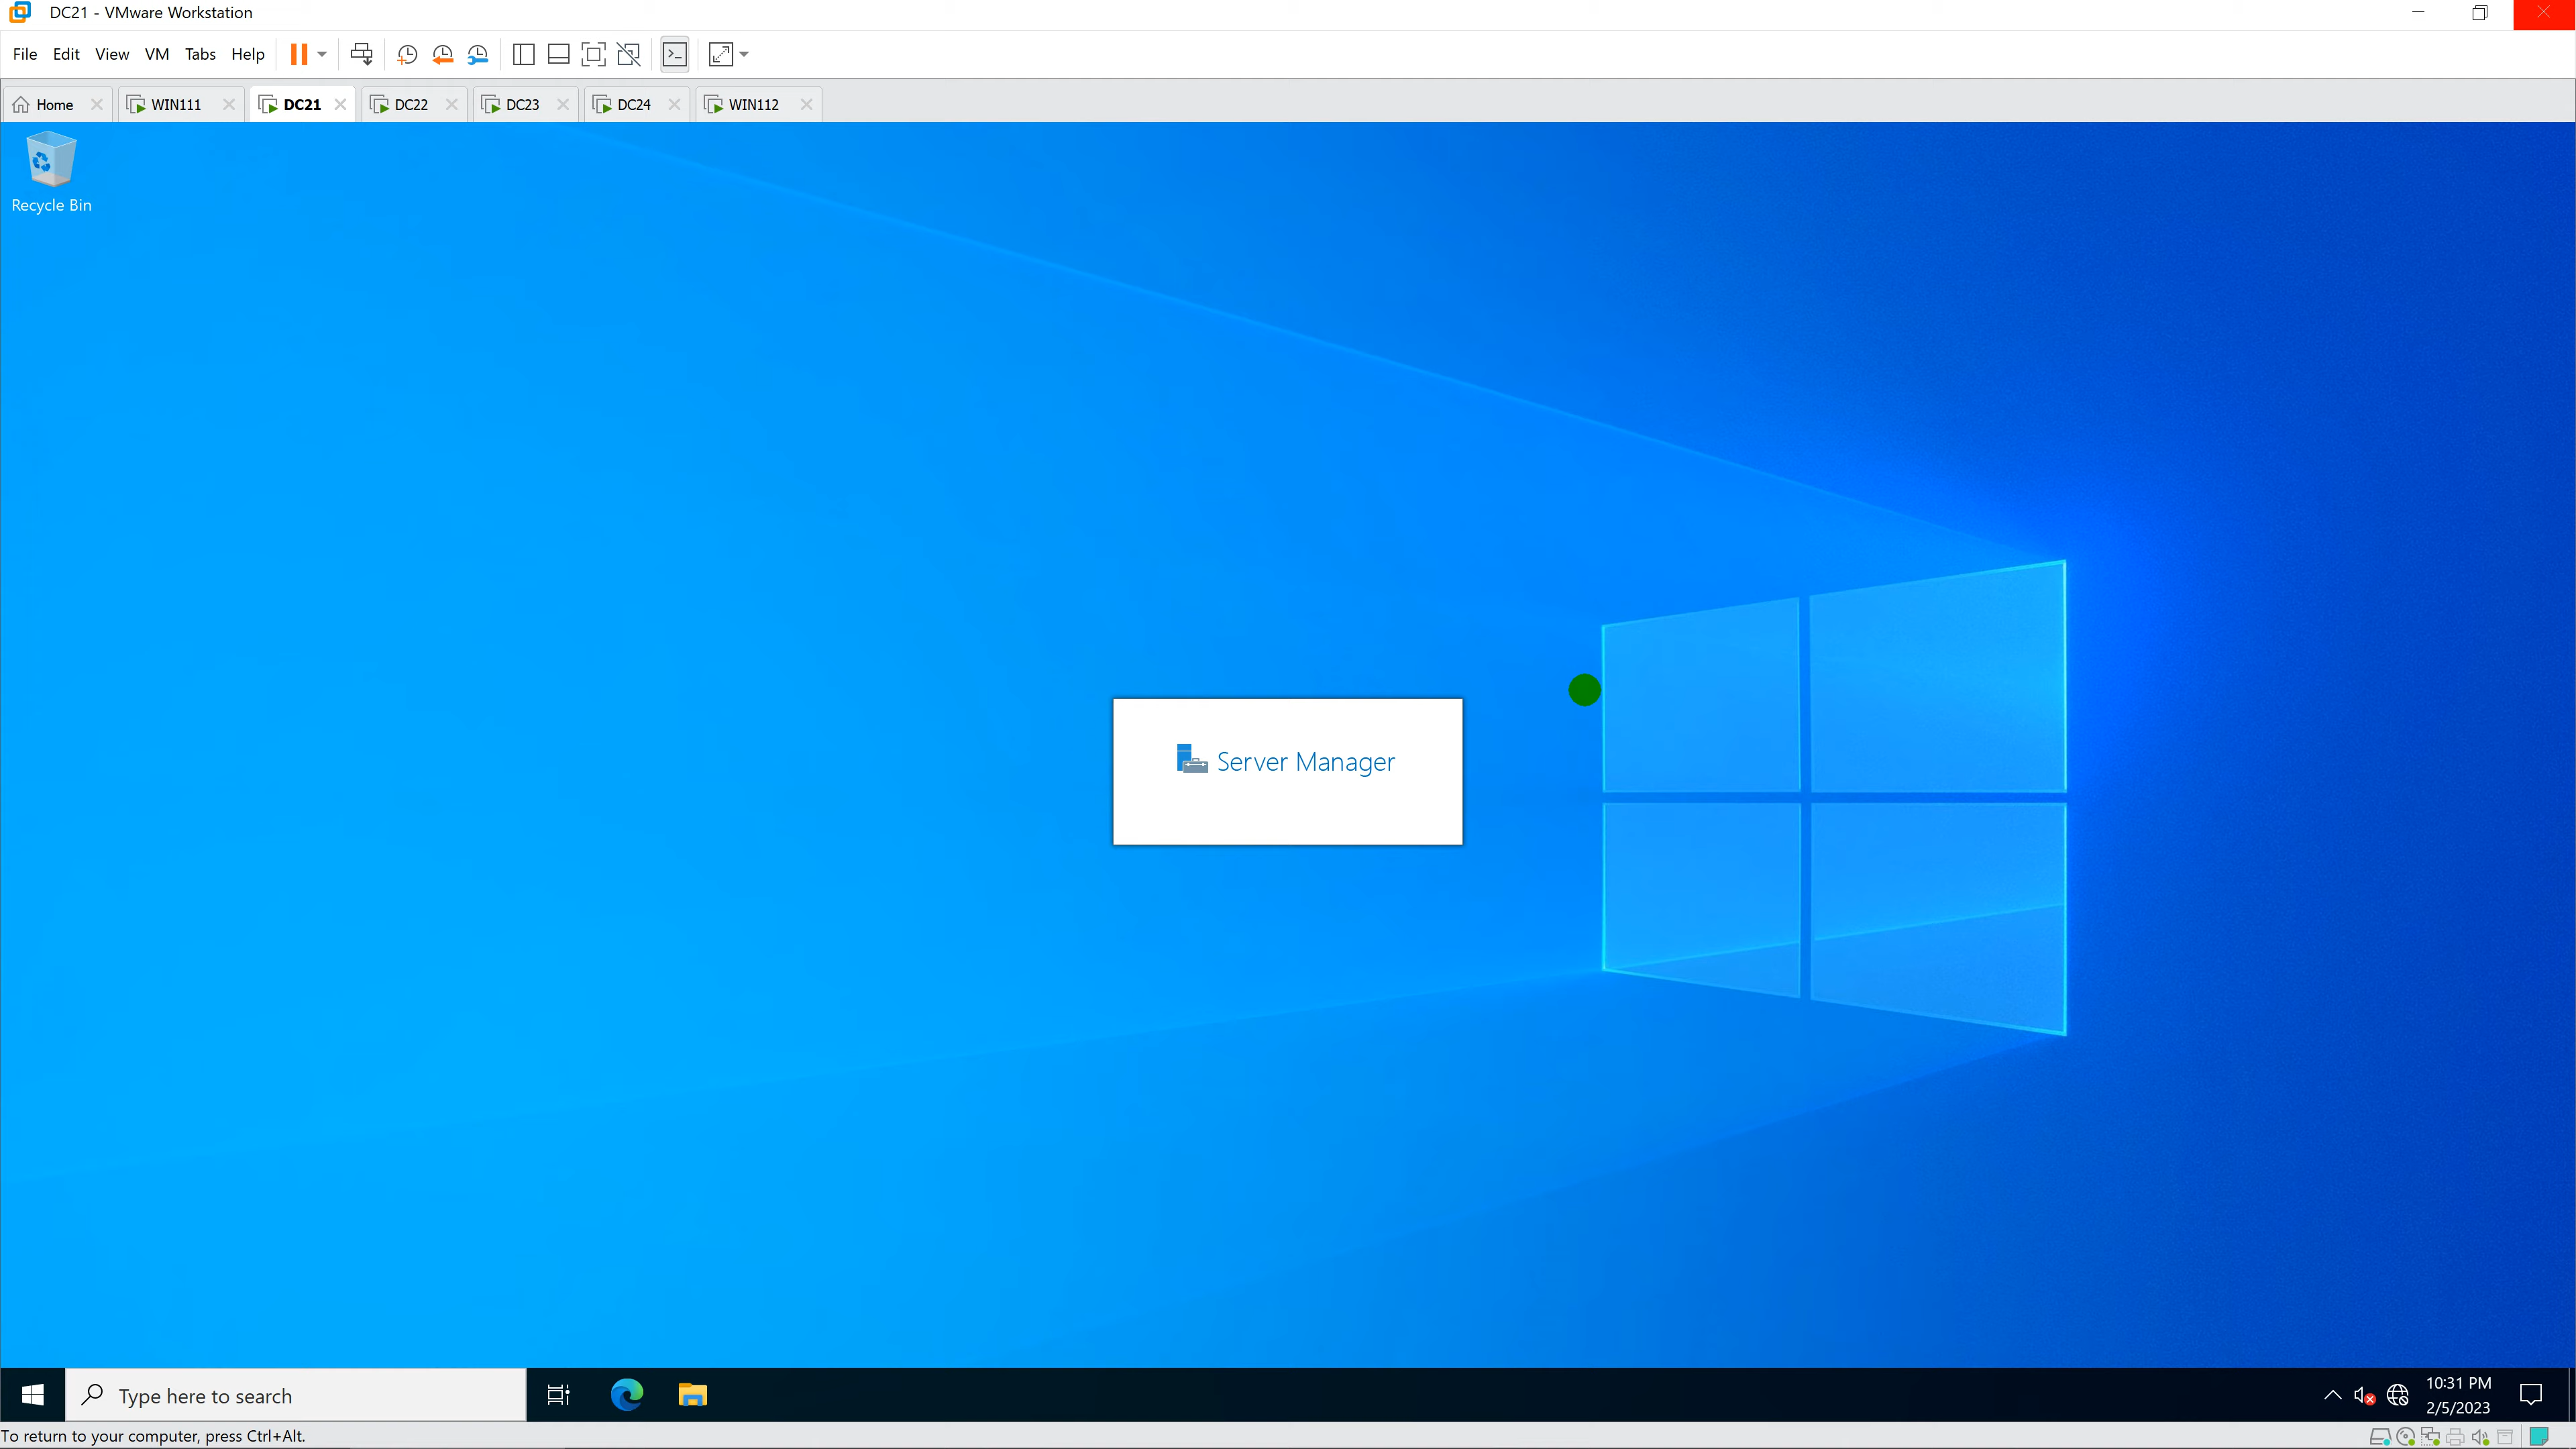 DC21 - VMware Workstation
File Edit View VM Tabs Help
Home WIN111 DC21 DC22 DC23 DC24 WIN112
Recycle Bin
Server Manager
Type here to search
10:31 PM
2/5/2023
To return to your computer, press Ctrl+Alt.